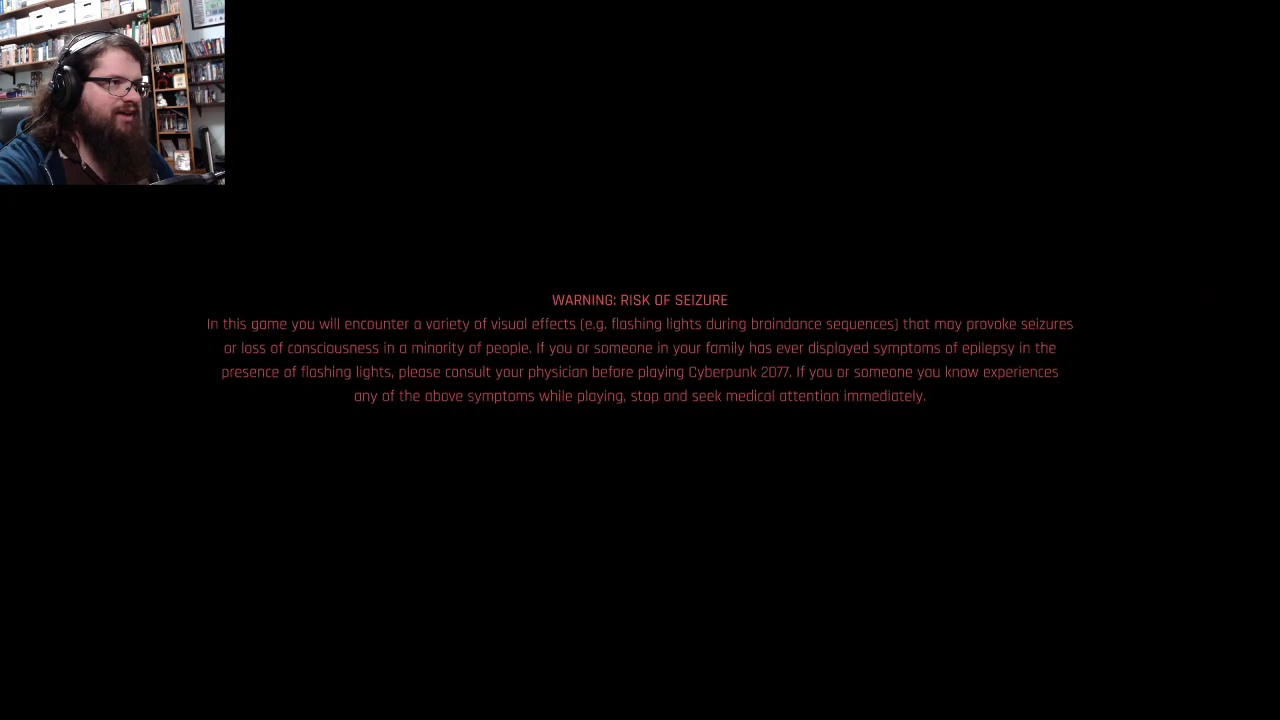 WARNING: RISK OF SEIZURE
In this game you will encounter a variety of visual effects (e.g. flashing lights during braindance sequences) that may provoke seizures
or loss of consciousness in a minority of people. If you or someone in your family has ever displayed symptoms of epilepsy in the
presence of flashing lights, please consult your physician before playing Cyberpunk 2077. If you or someone you know experiences
any of the above symptoms while playing, stop and seek medical attention immediately.